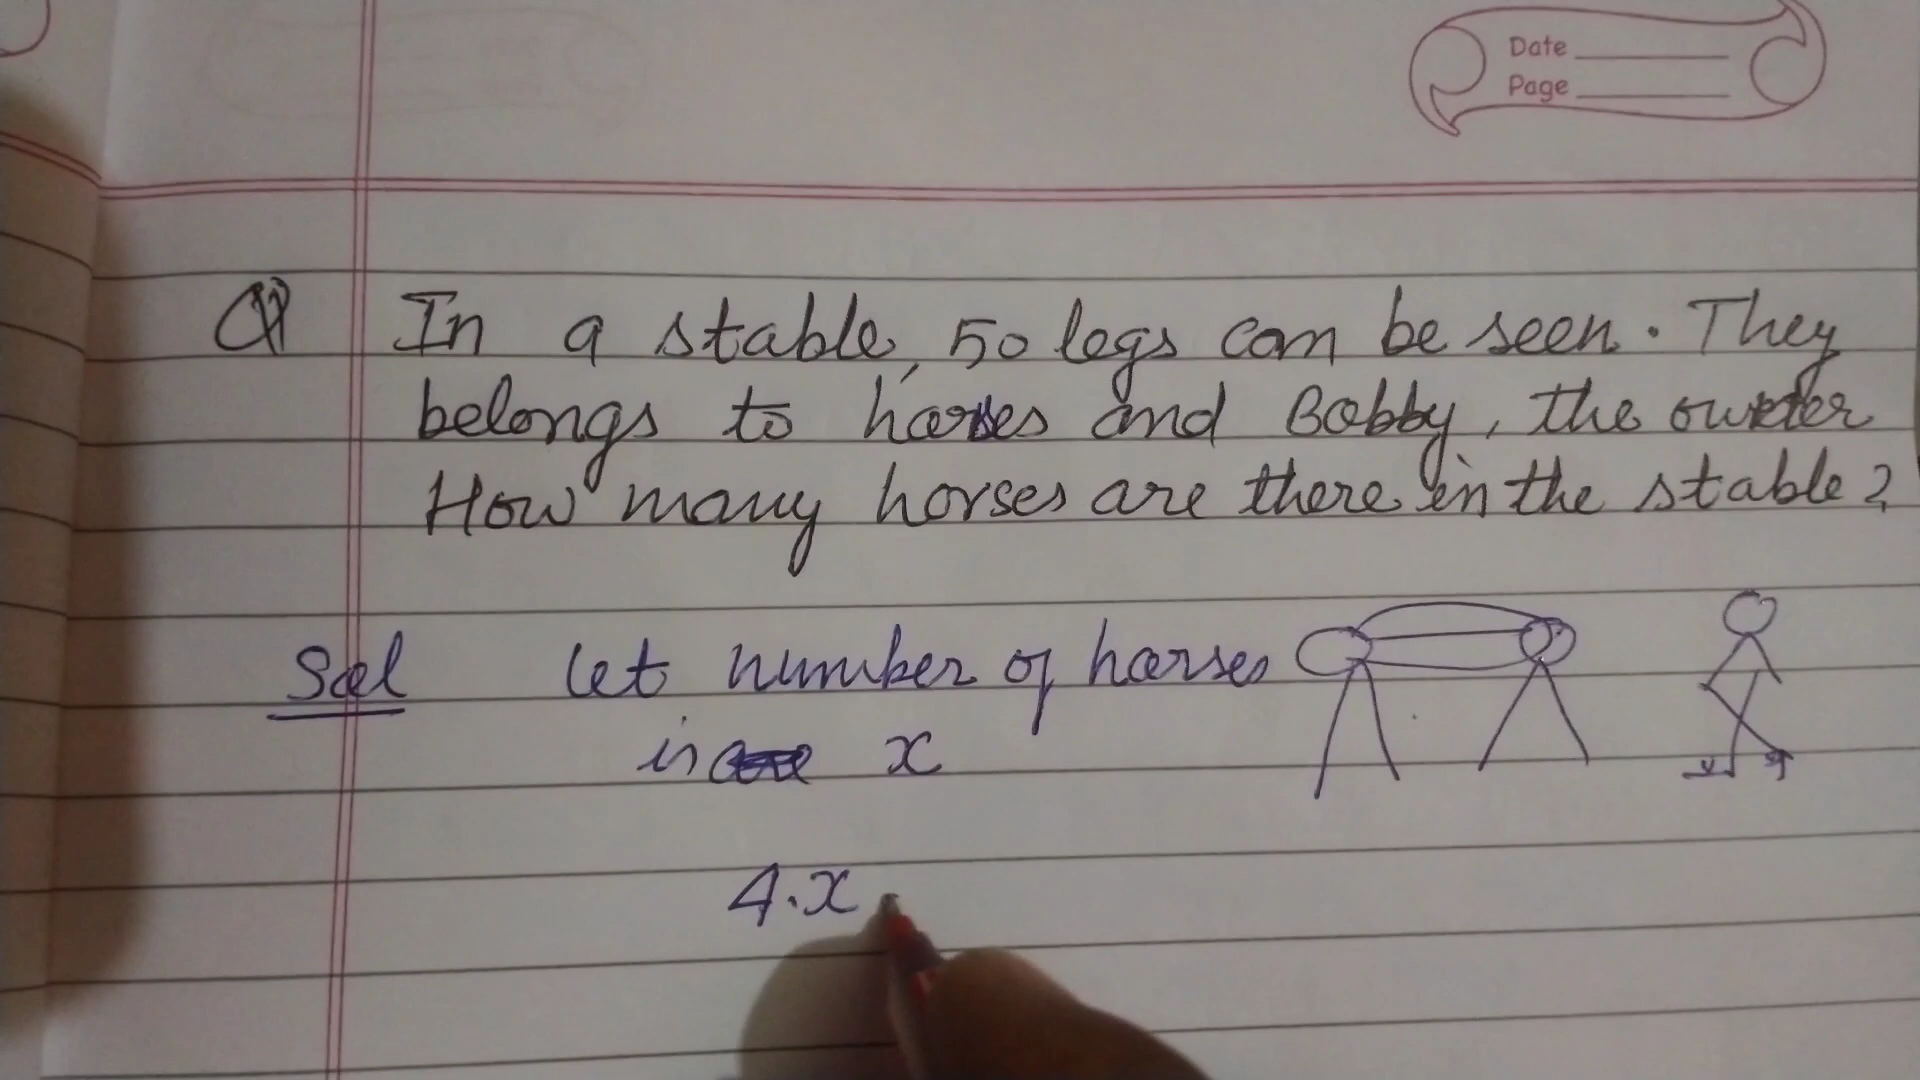 Date
Page
Q In a stable, 50 legs can be seen. They
belongs to horses and Bobby, the owner
How many horses are there in the stable?
Sol let number of horses
is x
4.x